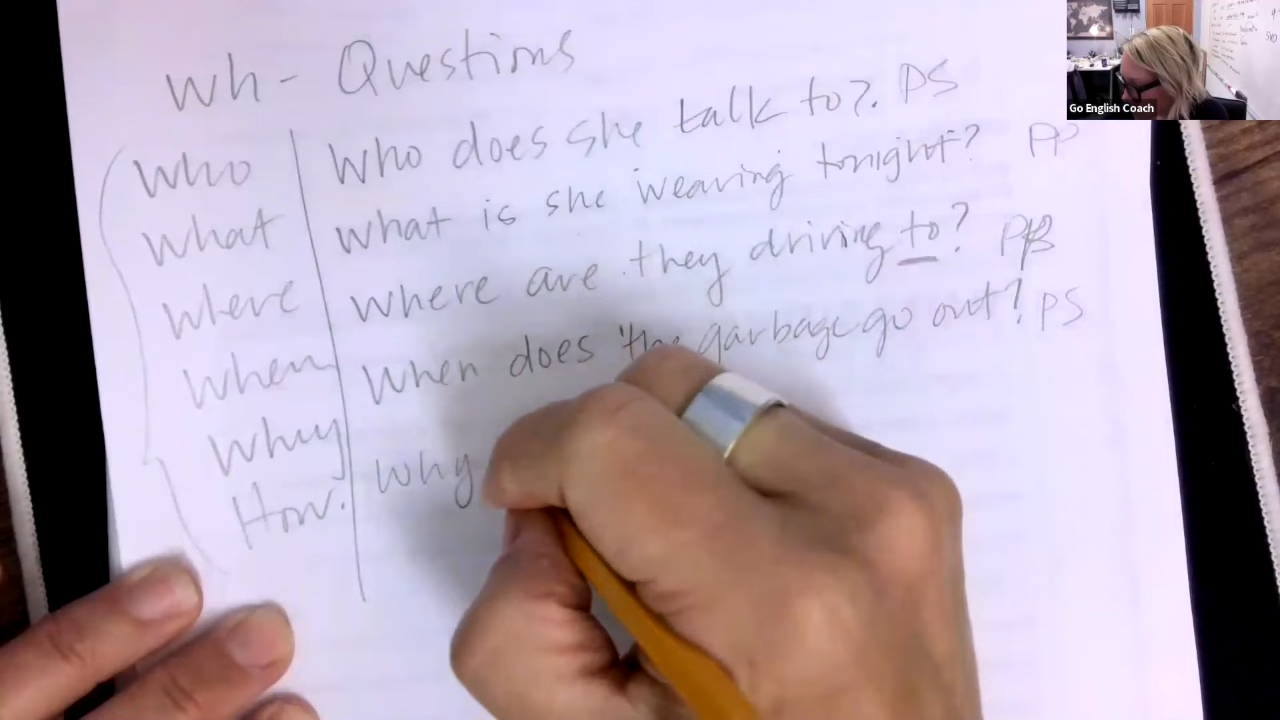 Wh- Questions
Who | Who does she talk to?. PS
What | What is she wearing tonight? PP
Where | Where are they driving to? PP
When | When does the garbage go out? PS
Why | Why
How.
Go English Coach